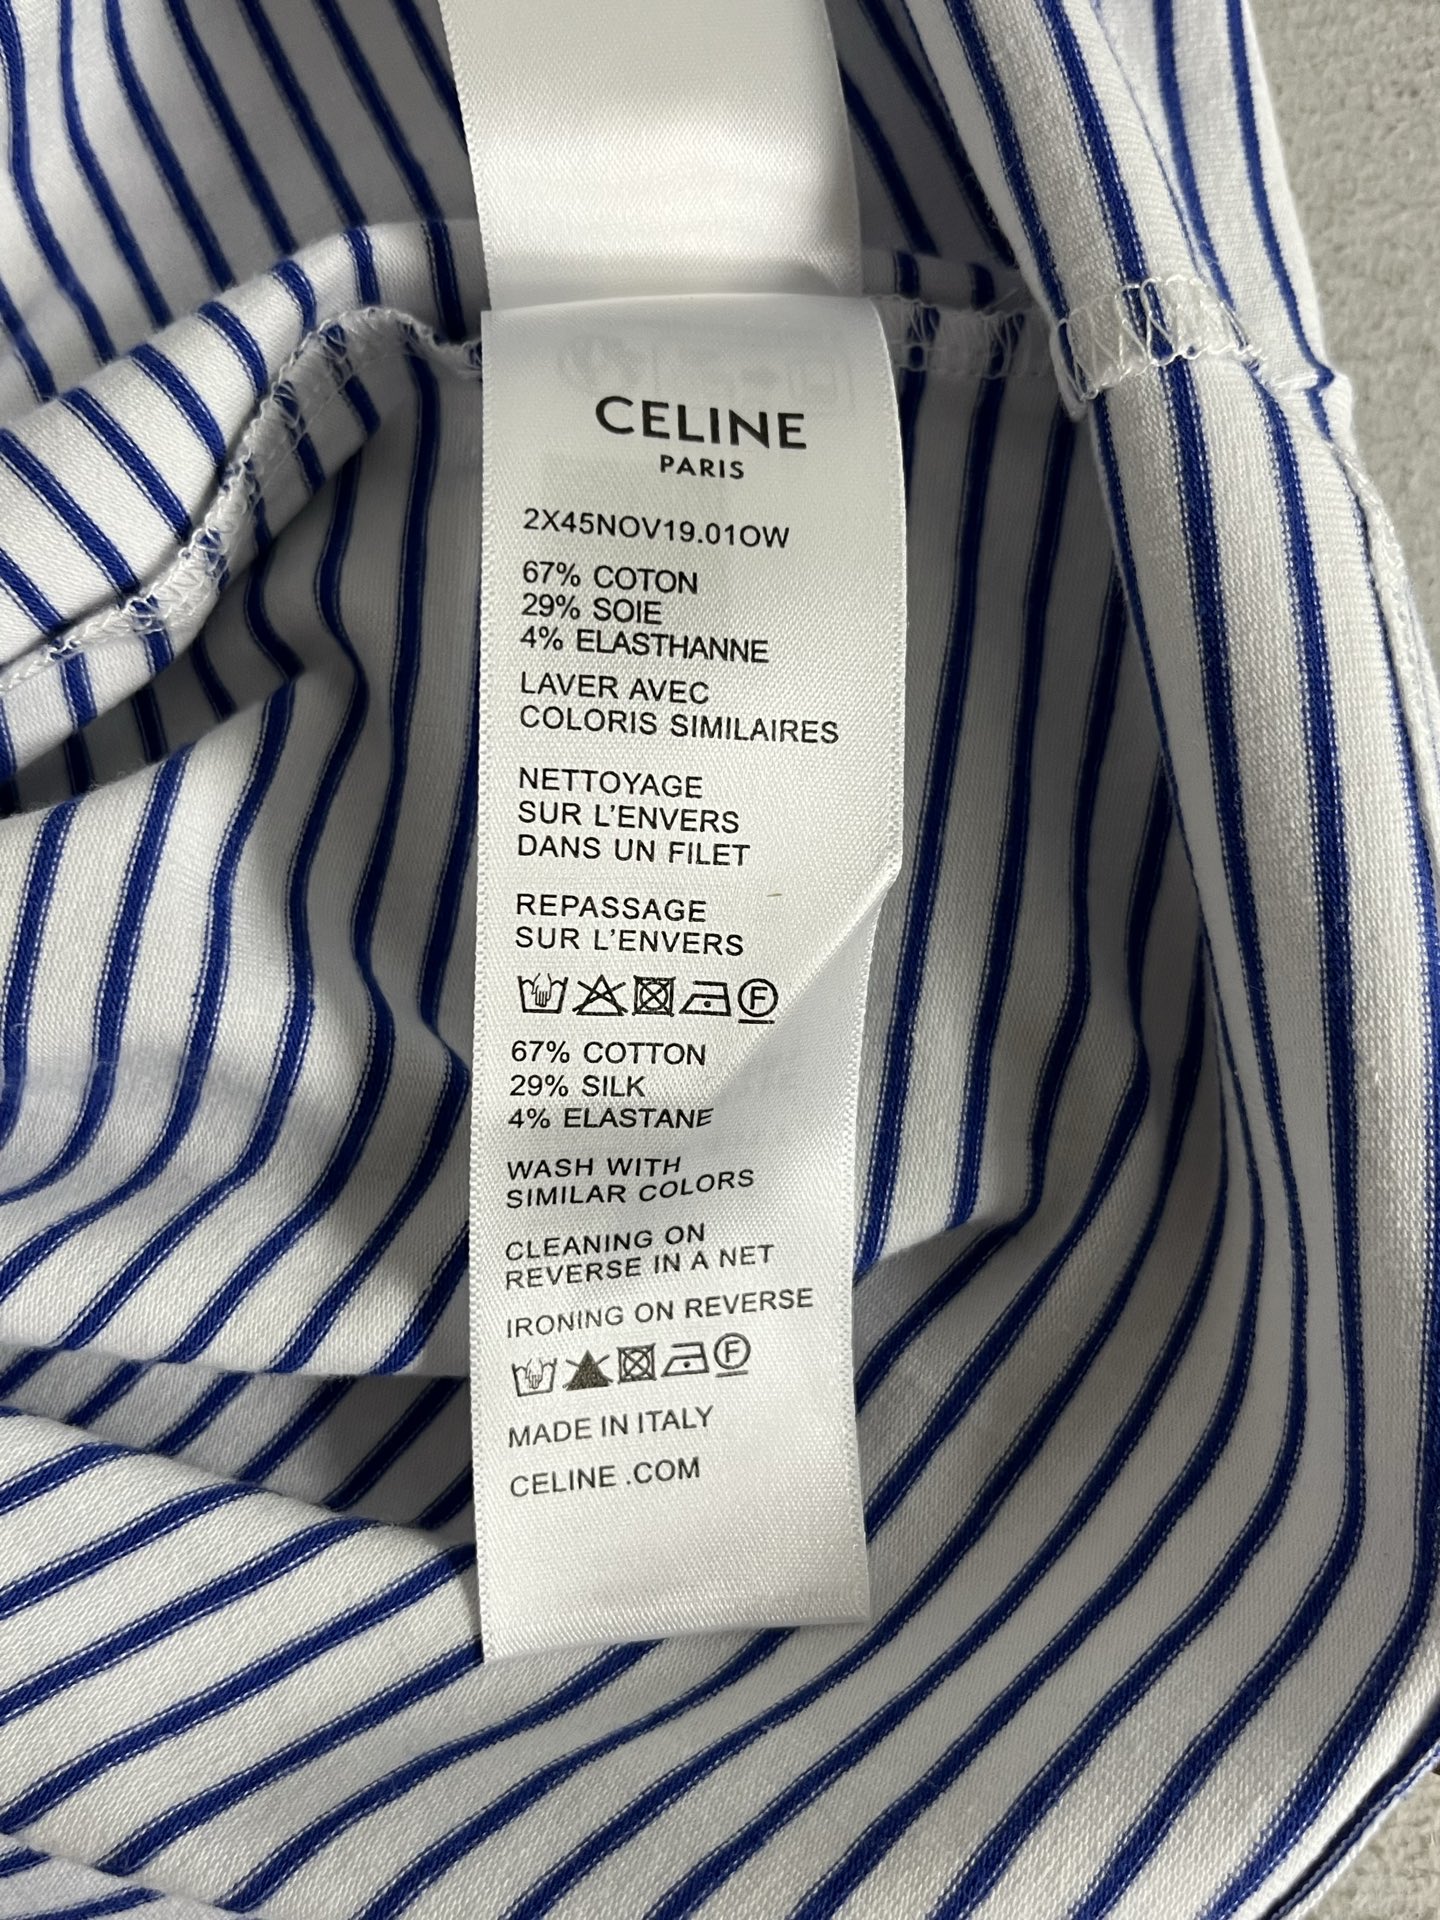 CELINE
PARIS
2X45NOV19.01OW
67% COTON
29% SOIE
4% ELASTHANNE
LAVER AVEC
COLORIS SIMILAIRES
NETTOYAGE
SUR L'ENVERS
DANS UN FILET
REPASSAGE
SUR L'ENVERS
F
67% COTTON
29% SILK
4% ELASTANE
WASH WITH
SIMILAR COLORS
CLEANING ON
REVERSE IN A NET
IRONING ON REVERSE
F
MADE IN ITALY
CELINE .COM